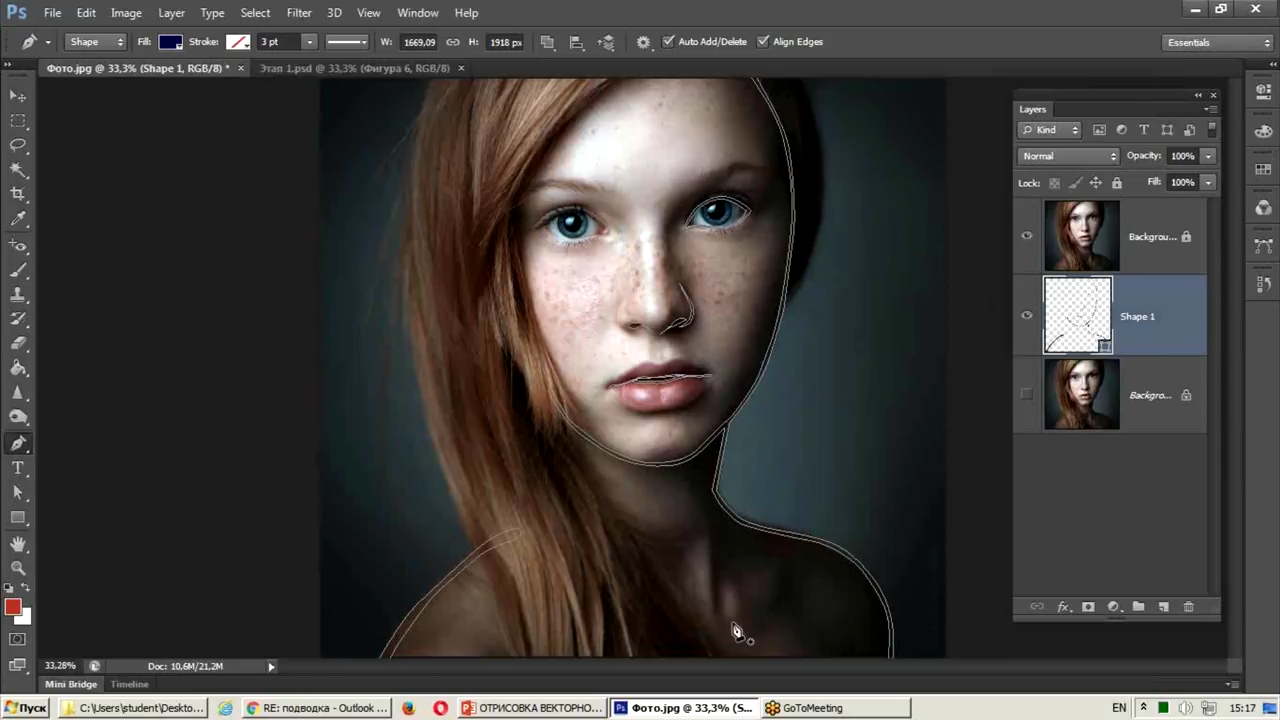 Ps File Edit Image Layer Type Select Filter 3D View Window Help
Shape Fill: Stroke: 3 pt W: 1669,09 H: 1918 px Auto Add/Delete Align Edges Essentials
Фото.jpg @ 33,3% (Shape 1, RGB/8) * × Этап 1.psd @ 33,3% (Фигура 6, RGB/8) ×
Layers
Kind
Normal Opacity: 100%
Lock: Fill: 100%
Backgrou...
Shape 1
Backgro...
fx
33,28% Doc: 10.6M/21.2M
Mini Bridge Timeline
Пуск C:\Users\student\Deskto... RE: подводка - Outlook ... ОТРИСОВКА ВЕКТОРНО... Ps Фото.jpg @ 33,3% (S... GoToMeeting EN 15:17